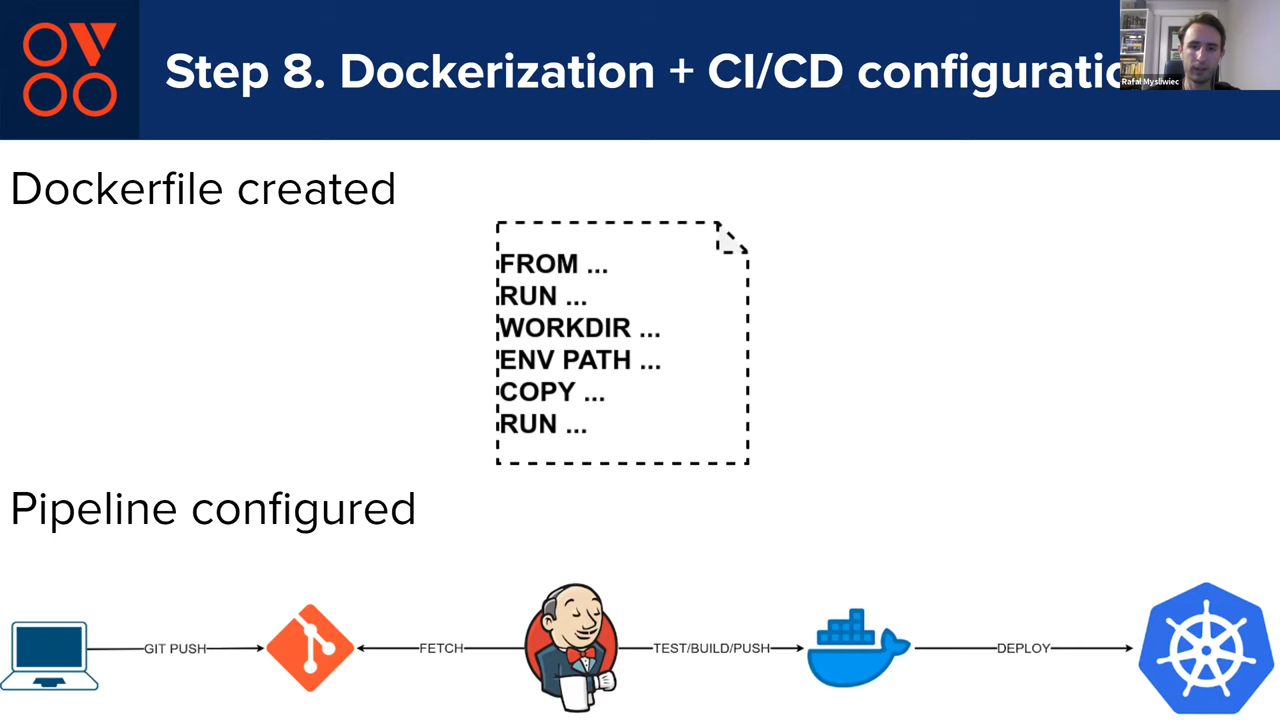 OVOO
Step 8. Dockerization + CI/CD configuratio
Rafał Myśliwiec
Dockerfile created
FROM ...
RUN ...
WORKDIR ...
ENV PATH ...
COPY ...
RUN ...
Pipeline configured
GIT PUSH
FETCH
TEST/BUILD/PUSH
DEPLOY